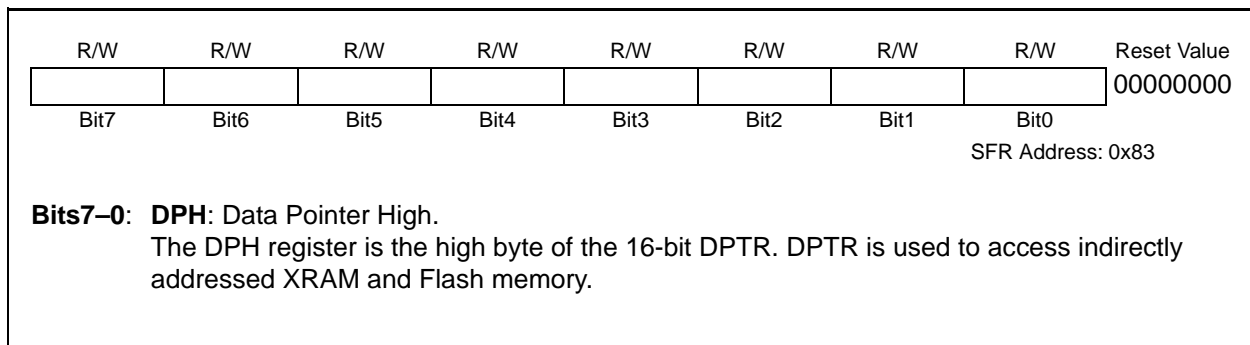 R/W R/W R/W R/W R/W R/W R/W R/W Reset Value
00000000
Bit7 Bit6 Bit5 Bit4 Bit3 Bit2 Bit1 Bit0
SFR Address: 0x83
Bits7–0: DPH: Data Pointer High.
The DPH register is the high byte of the 16-bit DPTR. DPTR is used to access indirectly
addressed XRAM and Flash memory.